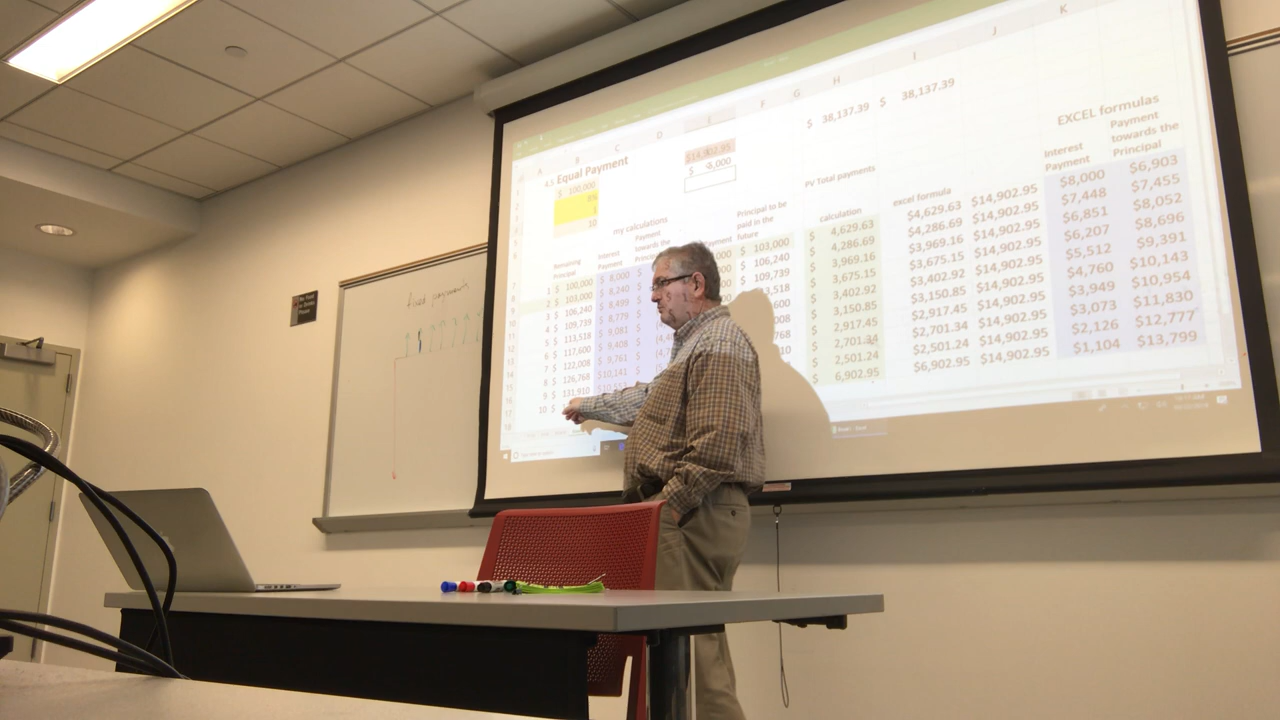 A B C D F G H I J K
$ 38,137.39 $ 38,137.39
4.5 Equal Payment
$ 100,000
8%
10
$14,902.95
EXCEL formulas
my calculations
PV Total payments
Remaining Principal
Interest Payment
Payment towards the
Principal to be paid in the future
calculation
excel formula
Interest Payment
Payment towards the Principal
1 $ 100,000 $ 8,000 $ 103,000 $ 4,629.63 $4,629.63 $14,902.95 $8,000 $6,903
2 $ 103,000 $ 8,240 $ 106,240 $ 4,286.69 $4,286.69 $14,902.95 $7,448 $7,455
3 $ 106,240 $ 8,499 $ 109,739 $ 3,969.16 $3,969.16 $14,902.95 $6,851 $8,052
4 $ 109,739 $ 8,779 $ 3,675.15 $3,675.15 $14,902.95 $6,207 $8,696
5 $ 113,518 $ 9,081 $ 3,402.92 $3,402.92 $14,902.95 $5,512 $9,391
6 $ 117,600 $ 9,408 $ 3,150.85 $3,150.85 $14,902.95 $4,760 $10,143
7 $ 122,008 $ 9,761 $ 2,917.45 $2,917.45 $14,902.95 $3,949 $10,954
8 $ 126,768 $10,141 $ 2,701.34 $2,701.34 $14,902.95 $3,073 $11,830
9 $ 131,910 $ 2,501.24 $2,501.24 $14,902.95 $2,126 $12,777
10 $ $ 6,902.95 $6,902.95 $14,902.95 $1,104 $13,799
fixed payments
No Food or Drinks Please